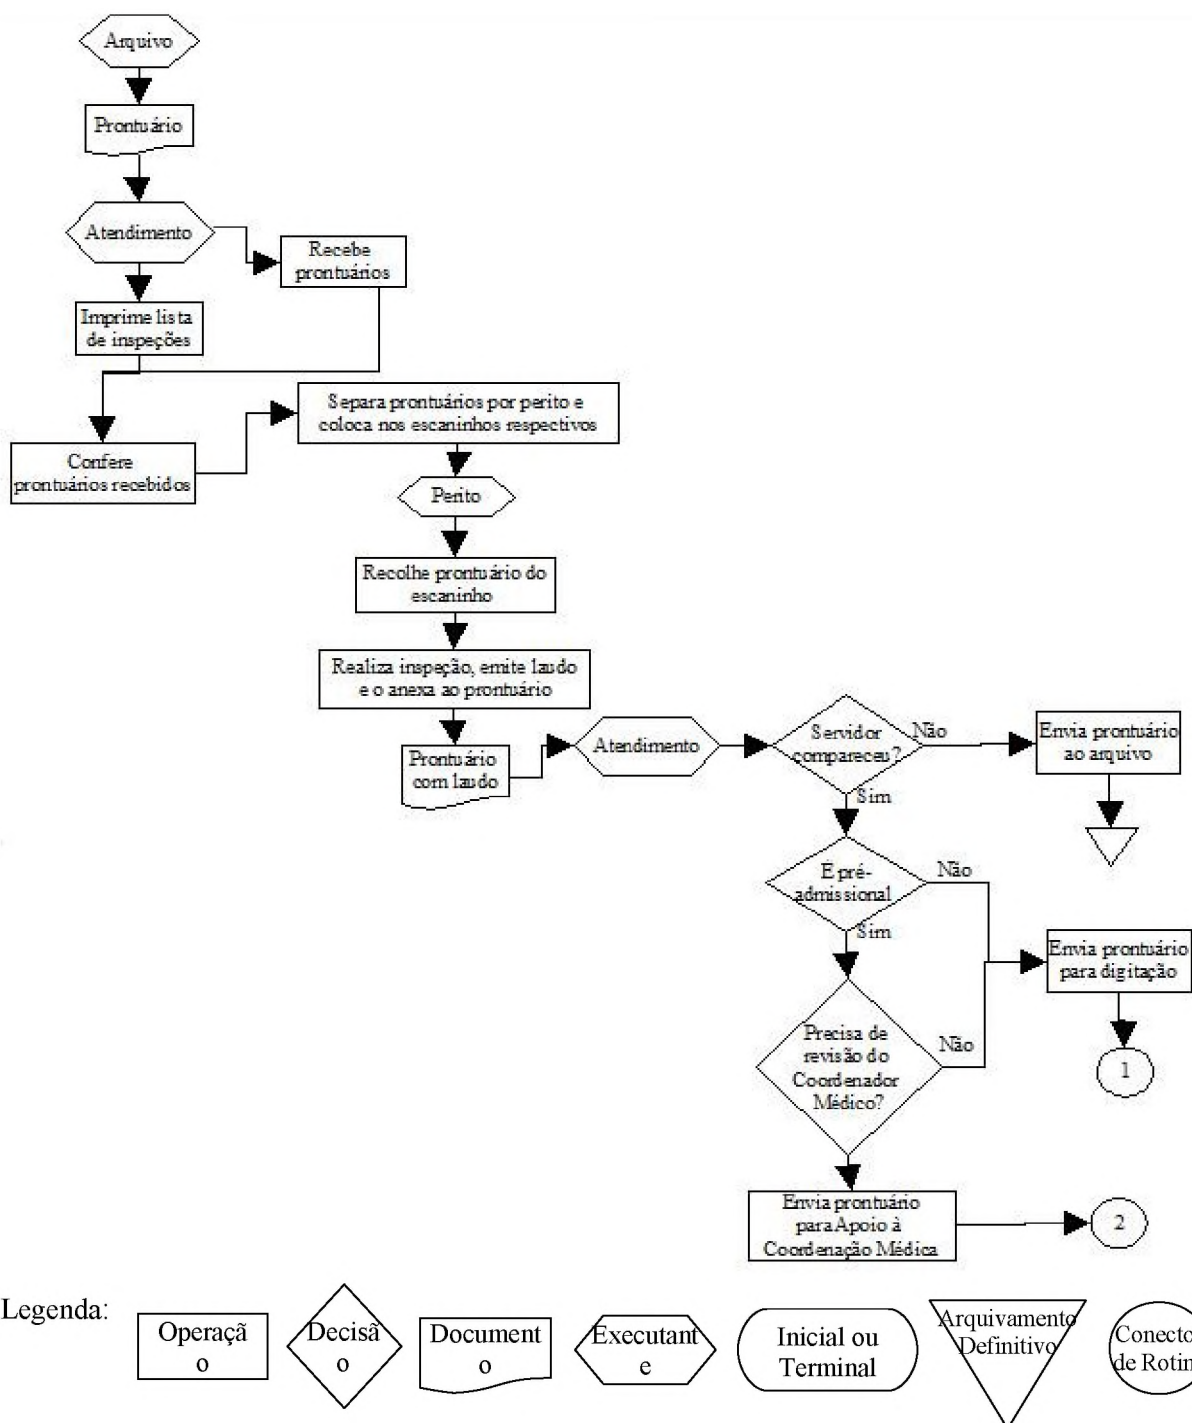 Arquivo
Prontuário
Atendimento
Recebe
prontuários
Imprime lista
de inspeções
Separa prontuários por perito e
coloca nos escaninhos respectivos
Confere
prontuários recebidos
Perito
Recolhe prontuário do
escaninho
Realiza inspeção, emite laudo
e o anexa ao prontuário
Prontuário
com laudo
Atendimento
Servidor
compareceu?
Não
Envia prontuário
ao arquivo
Sim
É pré-
admissional
Não
Sim
Envia prontuário
para digitação
Precisa de
revisão do
Coordenador
Médico?
Não
1
Envia prontuário
para Apoio à
Coordenação Médica
2
Legenda:
Operaçã
o
Decisã
o
Document
o
Executant
e
Inicial ou
Terminal
Arquivamento
Definitivo
Conecto
de Rotin